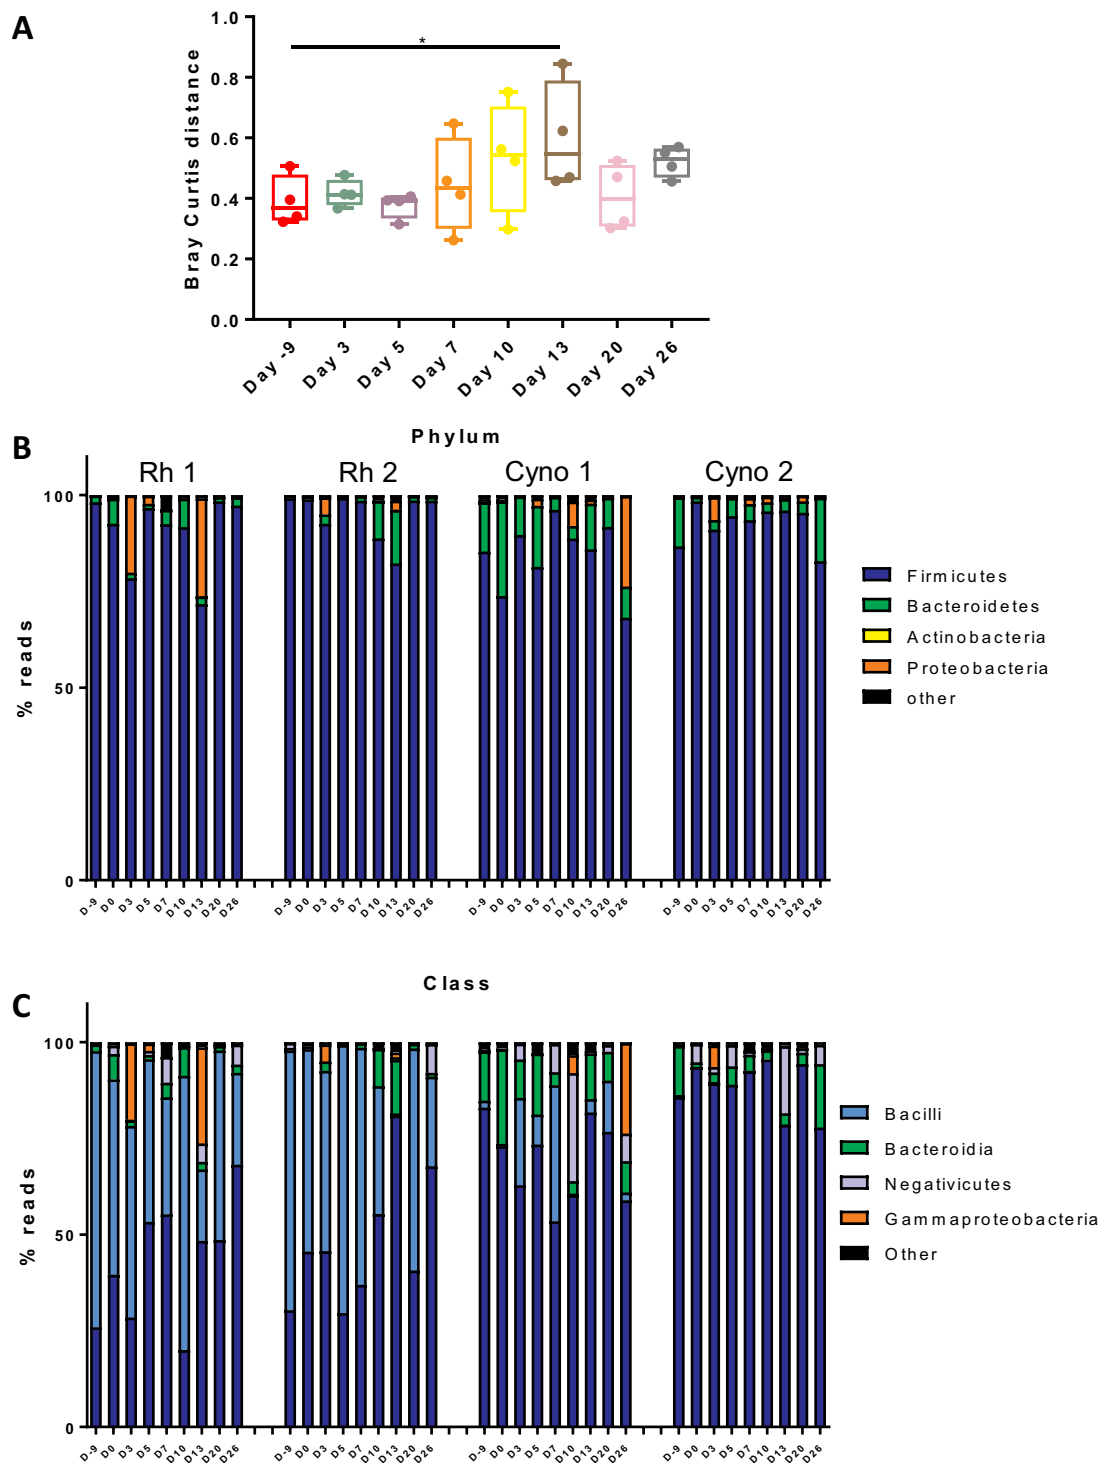 A
1.0
*
0.8
0.6
0.4
0.2
0.0
Bray Curtis distance
Day -9 Day 3 Day 5 Day 7 Day 10 Day 13 Day 20 Day 26
B
Phylum
Rh 1 Rh 2 Cyno 1 Cyno 2
100
50
0
% reads
D-9 D0 D3 D5 D7 D10 D13 D20 D26 D-9 D0 D3 D5 D7 D10 D13 D20 D26 D-9 D0 D3 D5 D7 D10 D13 D20 D26 D-9 D0 D3 D5 D7 D10 D13 D20 D26
Firmicutes
Bacteroidetes
Actinobacteria
Proteobacteria
other
C
Class
100
50
0
% reads
D-9 D0 D3 D5 D7 D10 D13 D20 D26 D-9 D0 D3 D5 D7 D10 D13 D20 D26 D-9 D0 D3 D5 D7 D10 D13 D20 D26 D-9 D0 D3 D5 D7 D10 D13 D20 D26
Bacilli
Bacteroidia
Negativicutes
Gammaproteobacteria
Other